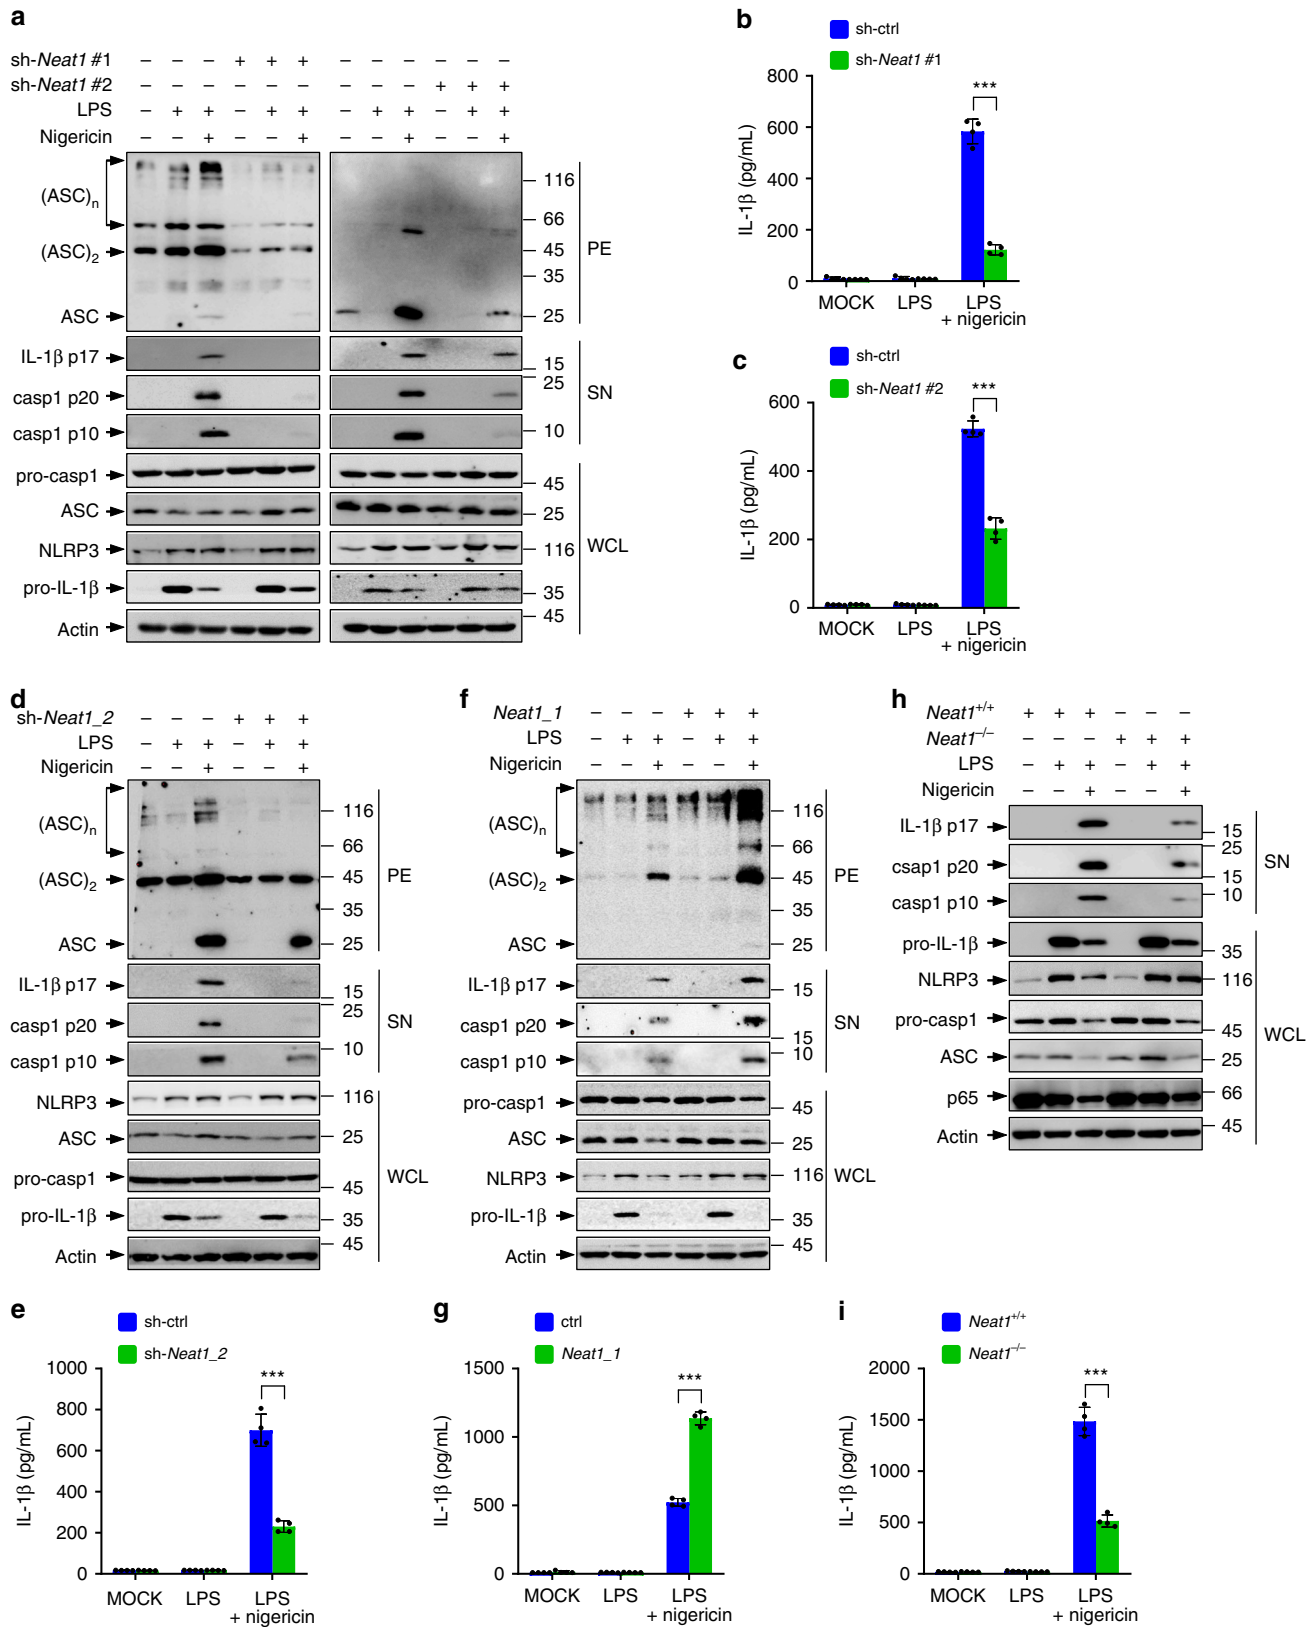 a
sh-Neat1 #1 – – – + + + – – – – – –
sh-Neat1 #2 – – – – – – – – – + + +
LPS – + + – + + – + + – + +
Nigericin – – + – – + – – + – – +
(ASC)n
(ASC)2
ASC
116
66
45
35
25
PE
IL-1β p17
15
casp1 p20
25
casp1 p10
10
SN
pro-casp1
45
ASC
25
NLRP3
116
pro-IL-1β
35
Actin
45
WCL
b
sh-ctrl
sh-Neat1 #1
IL-1β (pg/mL)
800
600
400
200
0
***
MOCK LPS LPS + nigericin
c
sh-ctrl
sh-Neat1 #2
IL-1β (pg/mL)
600
400
200
0
***
MOCK LPS LPS + nigericin
d
sh-Neat1_2 – – – + + +
LPS – + + – + +
Nigericin – – + – – +
(ASC)n
(ASC)2
ASC
116
66
45
35
25
PE
IL-1β p17
15
casp1 p20
25
casp1 p10
10
SN
NLRP3
116
ASC
25
pro-casp1
45
pro-IL-1β
35
Actin
45
WCL
f
Neat1_1 – – – + + +
LPS – + + – + +
Nigericin – – + – – +
(ASC)n
(ASC)2
ASC
116
66
45
35
25
PE
IL-1β p17
15
casp1 p20
15
casp1 p10
10
SN
pro-casp1
45
ASC
25
NLRP3
116
pro-IL-1β
35
Actin
45
WCL
h
Neat1+/+ + + + – – –
Neat1–/– – – – + + +
LPS – + + – + +
Nigericin – – + – – +
IL-1β p17
15
csap1 p20
25
15
casp1 p10
10
SN
pro-IL-1β
35
NLRP3
116
pro-casp1
45
ASC
25
p65
66
Actin
45
WCL
e
sh-ctrl
sh-Neat1_2
IL-1β (pg/mL)
1000
800
600
400
200
0
***
MOCK LPS LPS + nigericin
g
ctrl
Neat1_1
IL-1β (pg/mL)
1500
1000
500
0
***
MOCK LPS LPS + nigericin
i
Neat1+/+
Neat1–/–
IL-1β (pg/mL)
2000
1500
1000
500
0
***
MOCK LPS LPS + nigericin